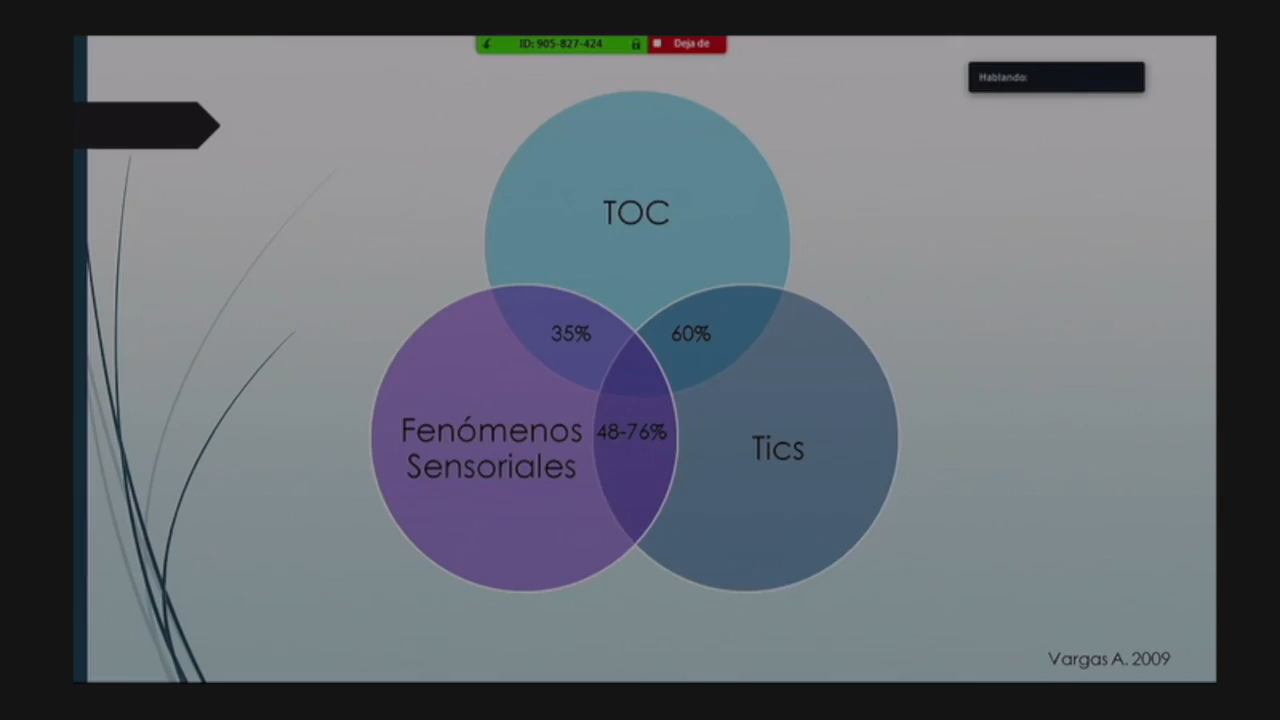 ID: 905-827-424
Deja de
Hablando:
TOC
35%
60%
Fenómenos
Sensoriales
48-76%
Tics
Vargas A. 2009